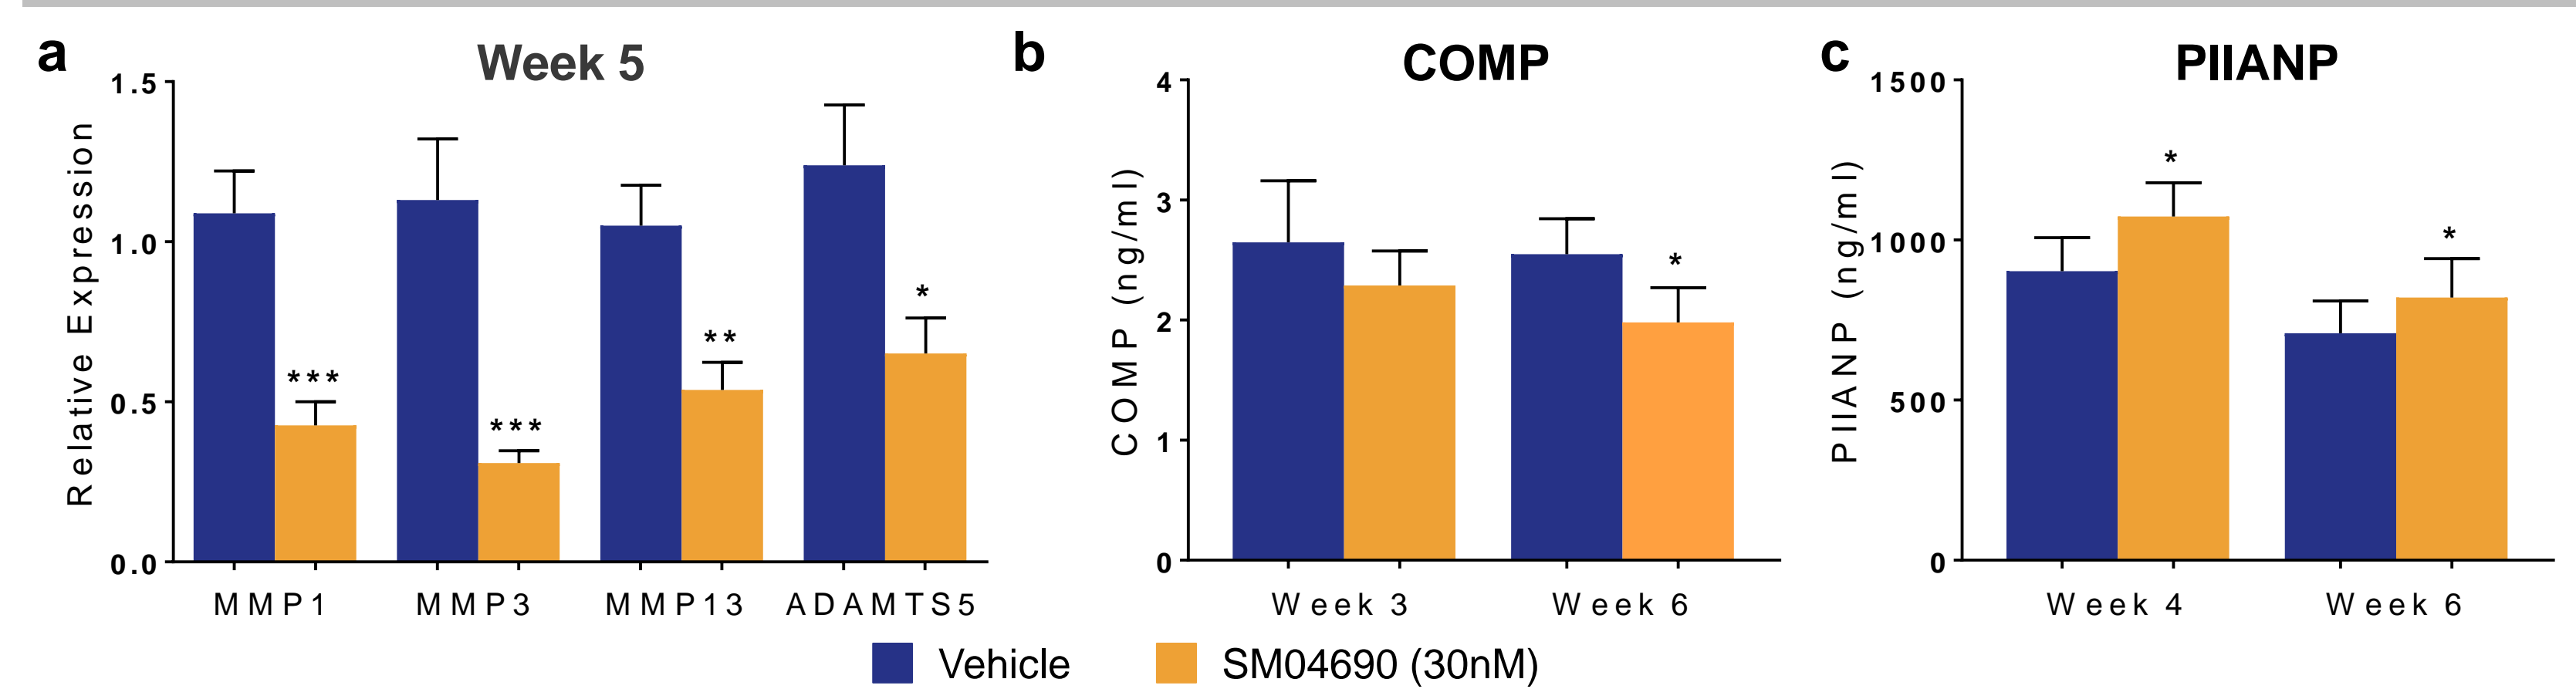 a
Week 5
Relative Expression
1.5
1.0
0.5
0.0
***
***
**
*
MMP1 MMP3 MMP13 ADAMTS5
b
COMP
COMP (ng/ml)
4
3
2
1
0
*
Week 3 Week 6
c
PIIANP
PIIANP (ng/ml)
1500
1000
500
0
*
*
Week 4 Week 6
Vehicle SM04690 (30nM)